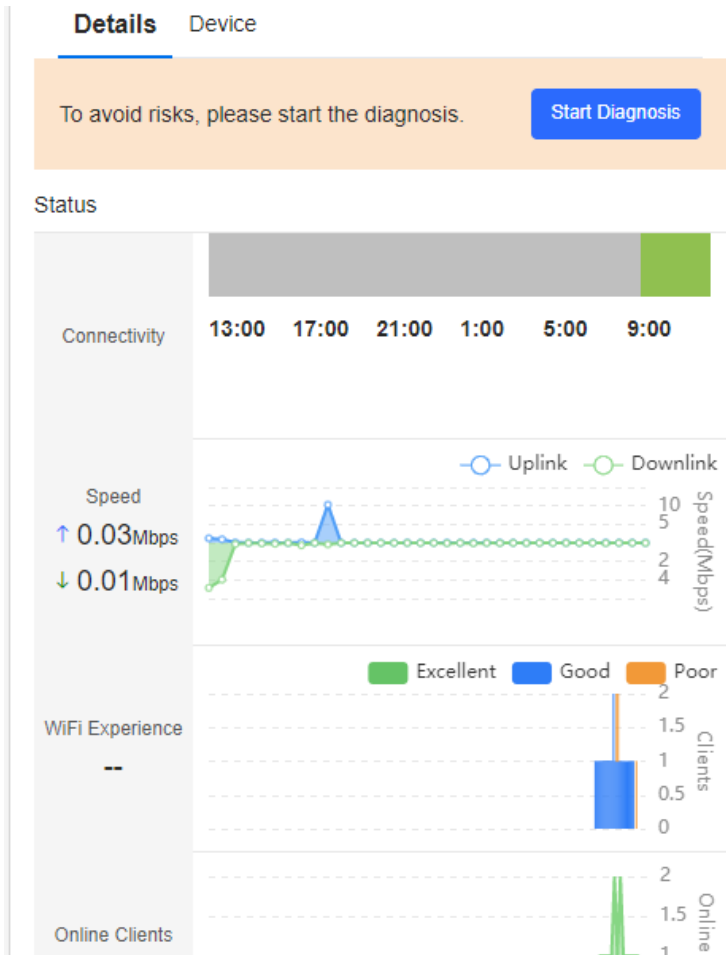 Details Device
To avoid risks, please start the diagnosis. Start Diagnosis
Status
Connectivity
13:00 17:00 21:00 1:00 5:00 9:00
Uplink Downlink
Speed
↑ 0.03Mbps
↓ 0.01Mbps
10
5
2
4
Speed(Mbps)
Excellent Good Poor
WiFi Experience
--
2
1.5
1
0.5
0
Clients
Online Clients
2
1.5
1
Online